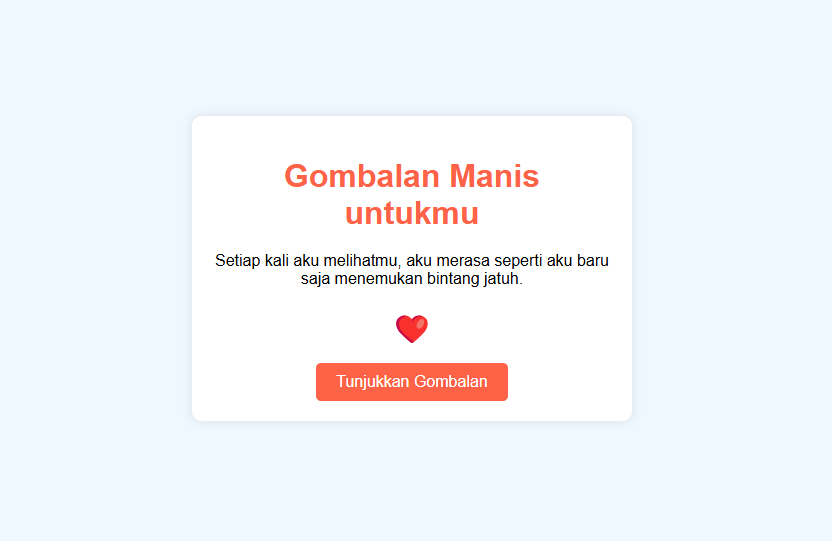 Gombalan Manis
untukmu
Setiap kali aku melihatmu, aku merasa seperti aku baru
saja menemukan bintang jatuh.
Tunjukkan Gombalan